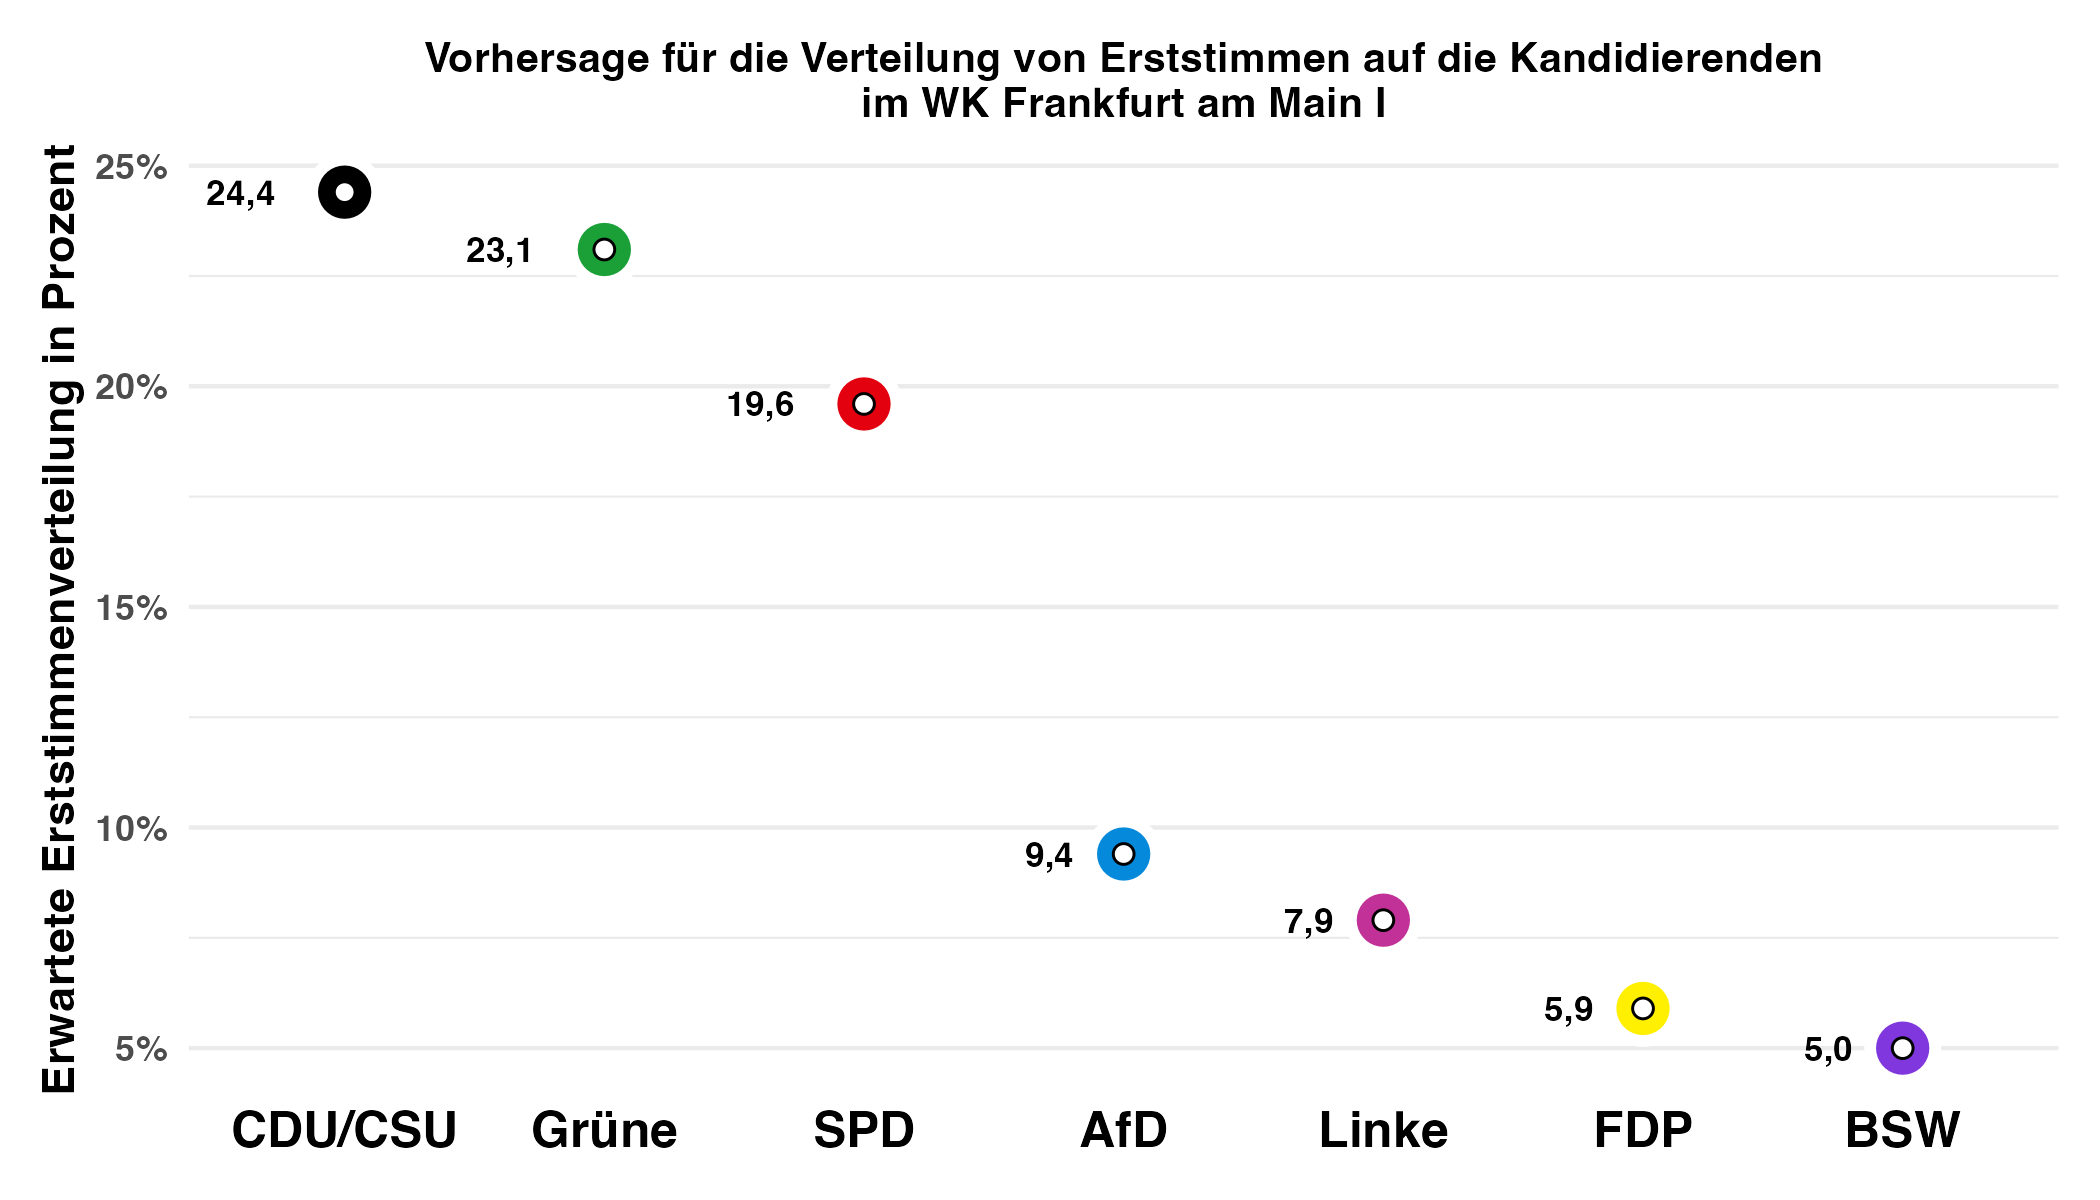 Vorhersage für die Verteilung von Erststimmen auf die Kandidierenden
im WK Frankfurt am Main I
Erwartete Erststimmenverteilung in Prozent
25%
20%
15%
10%
5%
24,4
23,1
19,6
9,4
7,9
5,9
5,0
CDU/CSU
Grüne
SPD
AfD
Linke
FDP
BSW